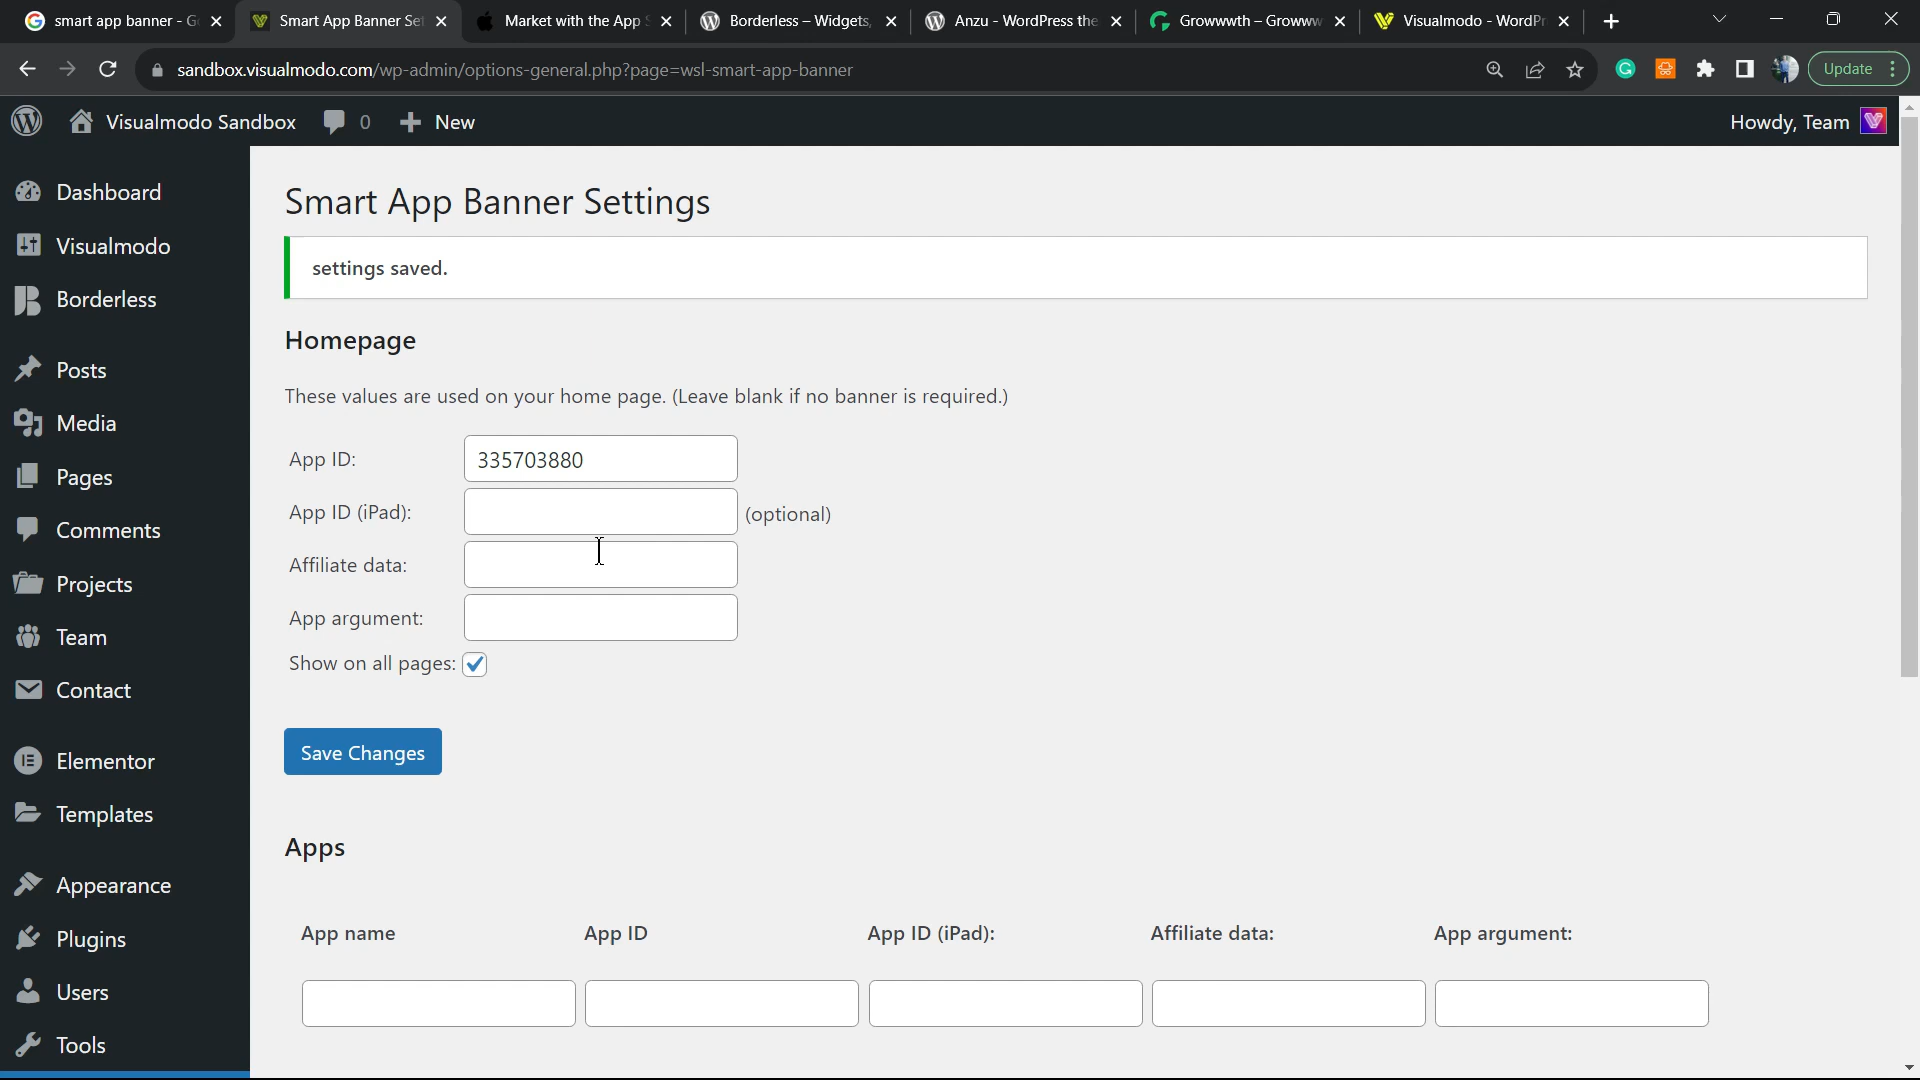 smart app banner - G
Smart App Banner Set
Market with the App S
Borderless – Widgets,
Anzu - WordPress the
Growwwth – Growww
Visualmodo - WordPr
sandbox.visualmodo.com/wp-admin/options-general.php?page=wsl-smart-app-banner
Update
Visualmodo Sandbox
0
New
Howdy, Team
Dashboard
Visualmodo
Borderless
Posts
Media
Pages
Comments
Projects
Team
Contact
Elementor
Templates
Appearance
Plugins
Users
Tools
Smart App Banner Settings
settings saved.
Homepage
These values are used on your home page. (Leave blank if no banner is required.)
App ID: 335703880
App ID (iPad): (optional)
Affiliate data:
App argument:
Show on all pages:
Save Changes
Apps
App name App ID App ID (iPad): Affiliate data: App argument: